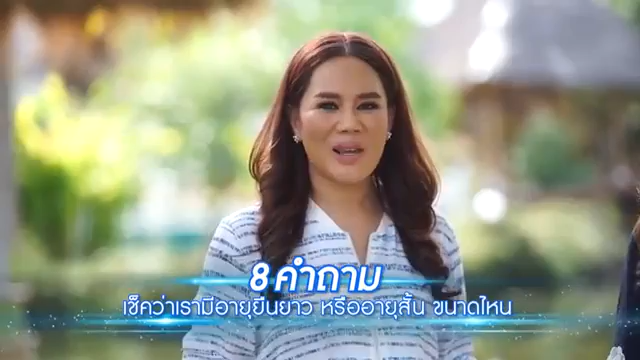 8 คำถาม
เช็คว่าเรามีอายุยืนยาว หรืออายุสั้น ขนาดไหน